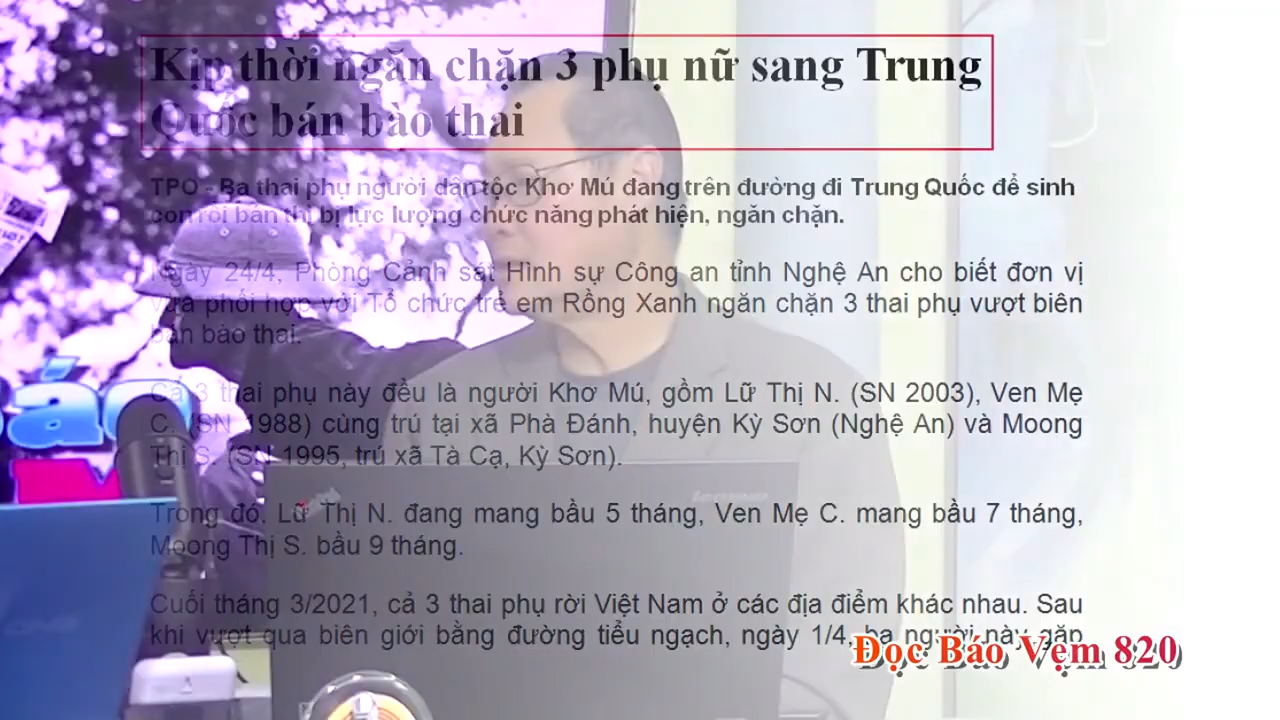 Kịp thời ngăn chặn 3 phụ nữ sang Trung
Quốc bán bào thai
TPO - Ba thai phụ người dân tộc Khơ Mú đang trên đường đi Trung Quốc để sinh
con rồi bán thì bị lực lượng chức năng phát hiện, ngăn chặn.
Ngày 24/4, Phòng Cảnh sát Hình sự Công an tỉnh Nghệ An cho biết đơn vị
vừa phối hợp với Tổ chức trẻ em Rồng Xanh ngăn chặn 3 thai phụ vượt biên
bán bào thai.
Cả 3 thai phụ này đều là người Khơ Mú, gồm Lữ Thị N. (SN 2003), Ven Mẹ
C. (SN 1988) cùng trú tại xã Phà Đánh, huyện Kỳ Sơn (Nghệ An) và Moong
Thị S. (SN 1995, trú xã Tà Cạ, Kỳ Sơn).
Trong đó, Lữ Thị N. đang mang bầu 5 tháng, Ven Mẹ C. mang bầu 7 tháng,
Moong Thị S. bầu 9 tháng.
Cuối tháng 3/2021, cả 3 thai phụ rời Việt Nam ở các địa điểm khác nhau. Sau
khi vượt qua biên giới bằng đường tiểu ngạch, ngày 1/4, ba người này gặp
Đọc Báo Vẹm 820